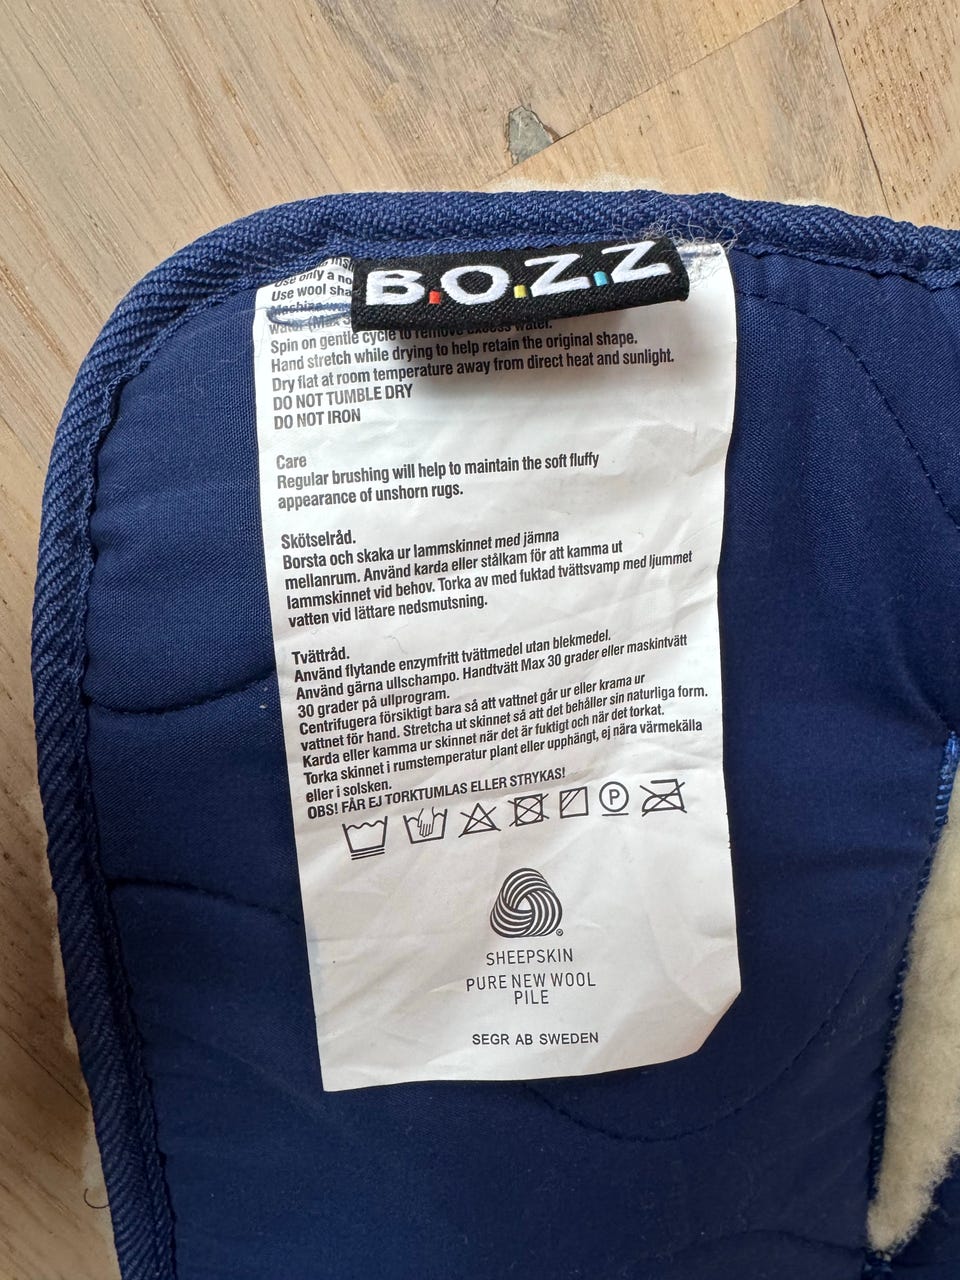 B.O.Z.Z
Use only a
Use wool
Machine
water (Max
Spin on gentle cycle to remove excess water.
Hand stretch while drying to help retain the original shape.
Dry flat at room temperature away from direct heat and sunlight.
DO NOT TUMBLE DRY
DO NOT IRON
Care
Regular brushing will help to maintain the soft fluffy
appearance of unshorn rugs.
Skötselråd.
Borsta och skaka ur lammskinnet med jämna
mellanrum. Använd karda eller stålkam för att kamma ut
lammskinnet vid behov. Torka av med fuktad tvättsvamp med ljummet
vatten vid lättare nedsmutsning.
Tvättråd.
Använd flytande enzymfritt tvättmedel utan blekmedel.
Använd gärna ullschampo. Handtvätt Max 30 grader eller maskintvätt
30 grader på ullprogram.
Centrifugera försiktigt bara så att vattnet går ur eller krama ur
vattnet för hand. Stretcha ut skinnet så att det behåller sin naturliga form.
Karda eller kamma ur skinnet när det är fuktigt och när det torkat.
Torka skinnet i rumstemperatur plant eller upphängt, ej nära värmekälla
eller i solsken.
OBS! FÅR EJ TORKTUMLAS ELLER STRYKAS!
P
SHEEPSKIN
PURE NEW WOOL
PILE
SEGR AB SWEDEN